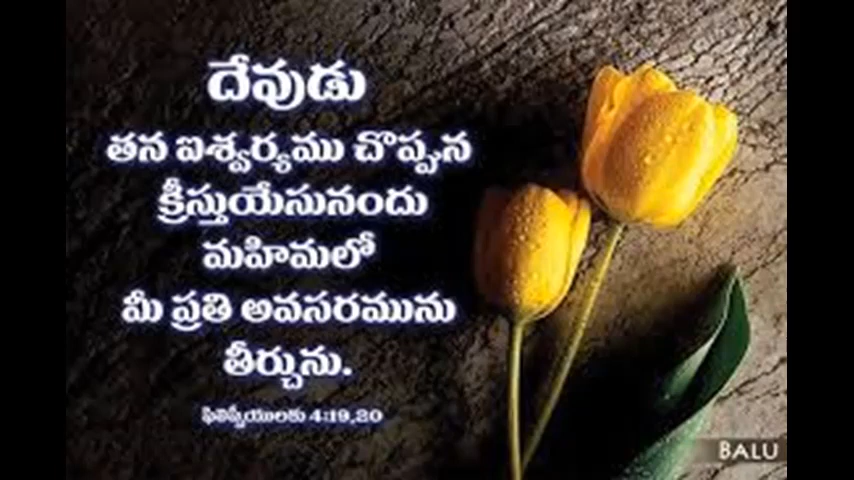 దేవుడు
తన ఐశ్వర్యము చొప్పున
క్రీస్తుయేసునందు
మహిమలో
మీ ప్రతి అవసరమును
తీర్చును.
ఫిలిప్పీయులకు 4:19,20
BALU